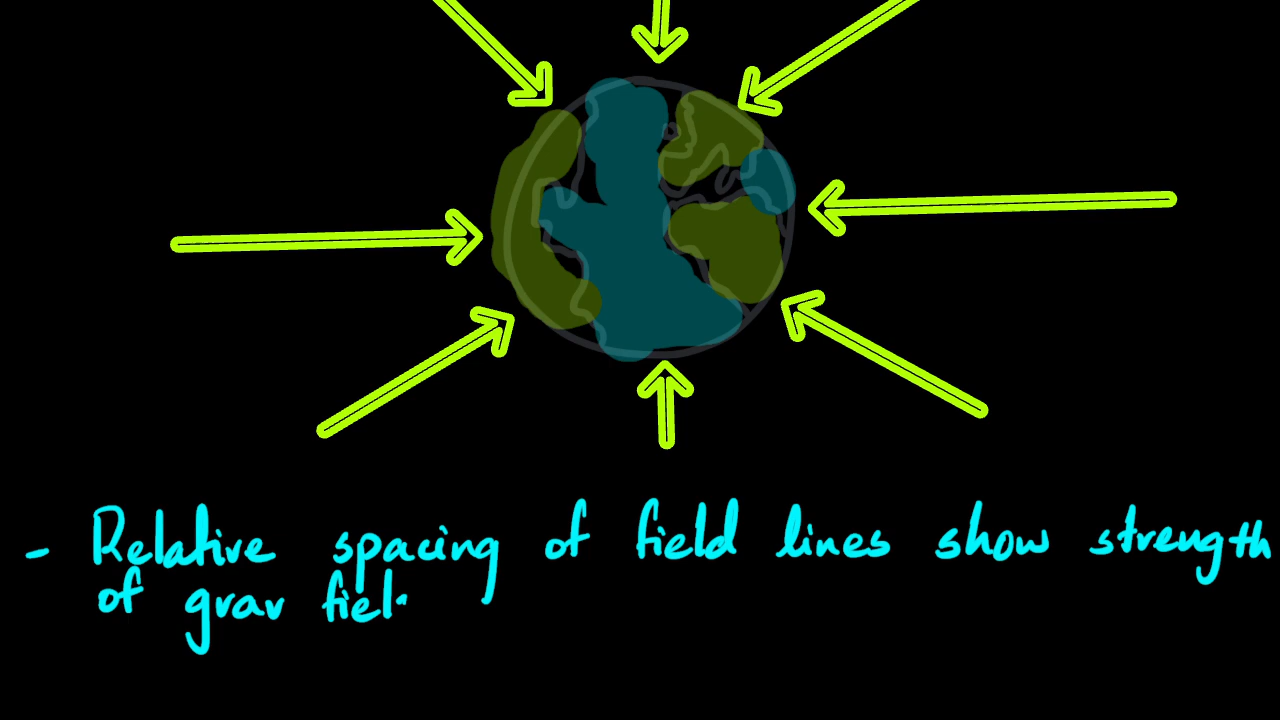 - Relative spacing of field lines show strength
of grav fiel